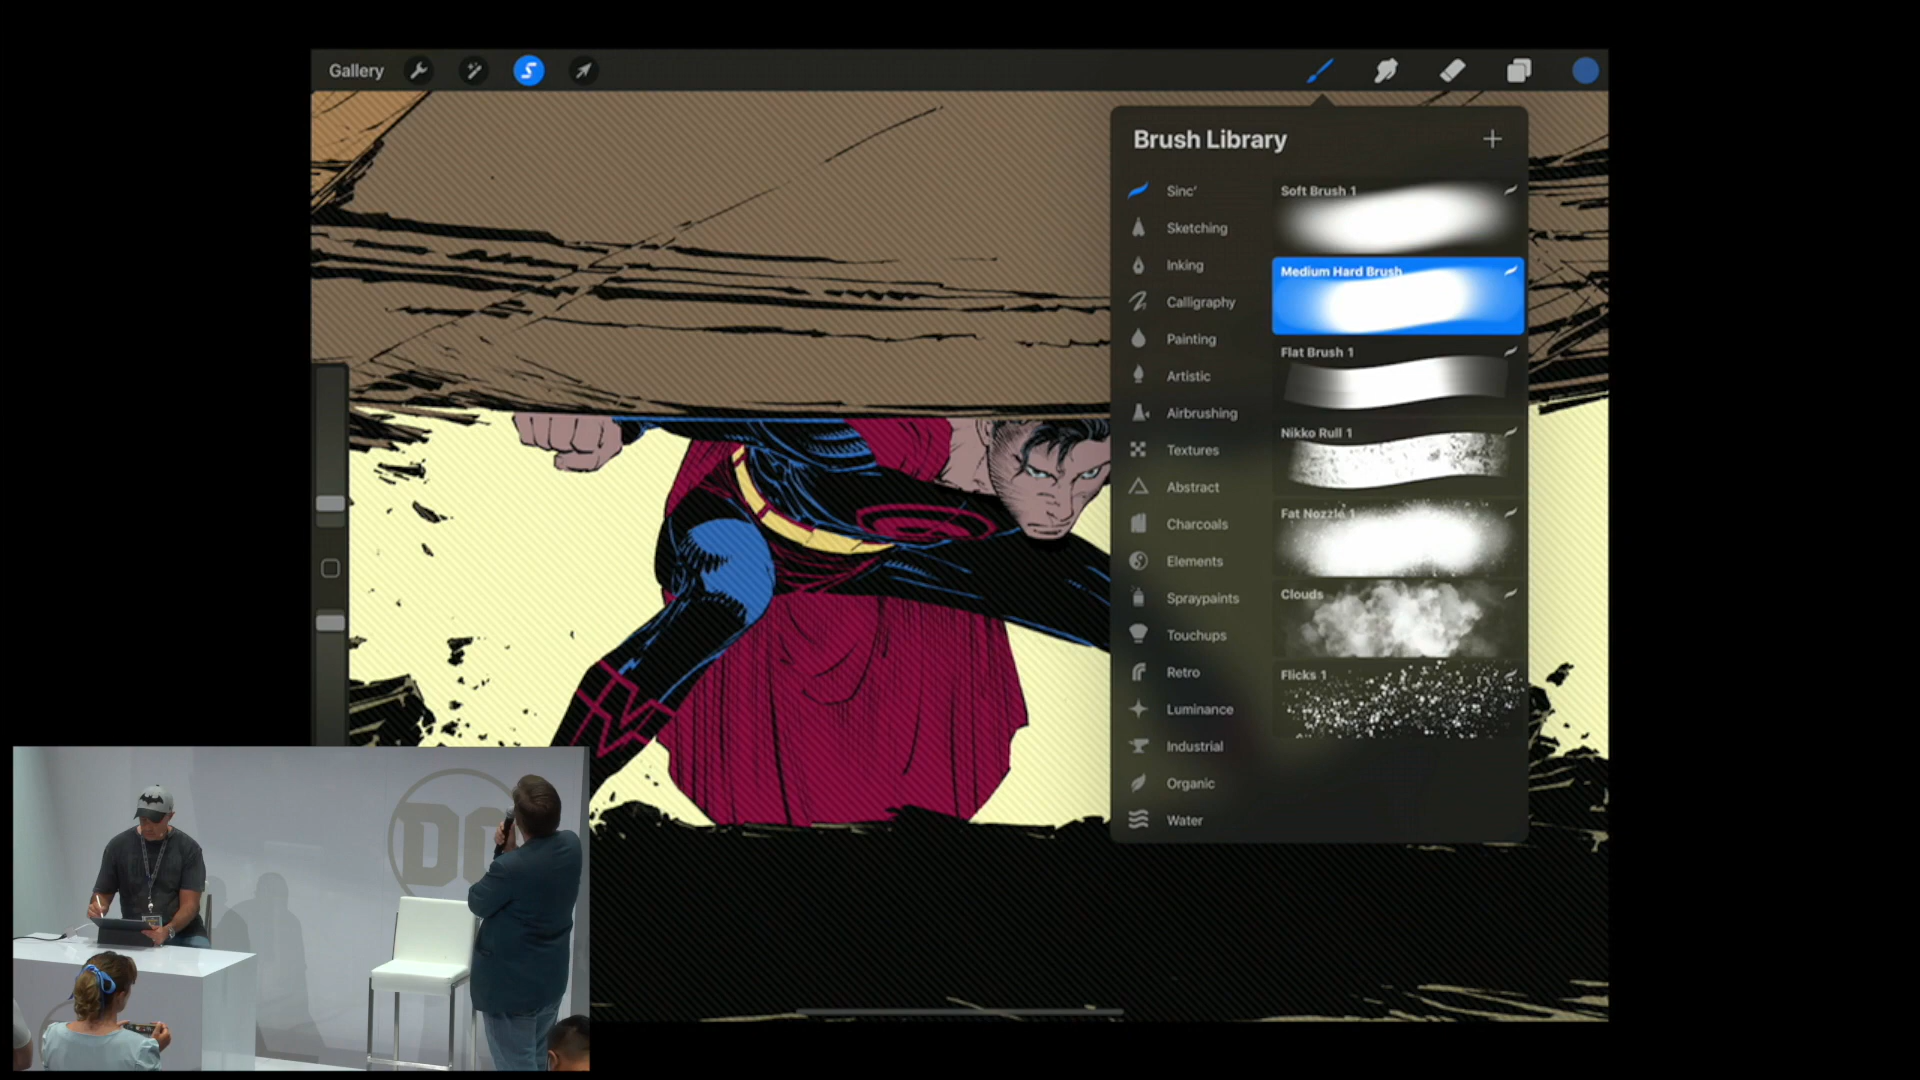 Gallery
Brush Library
Sinc'
Sketching
Inking
Calligraphy
Painting
Artistic
Airbrushing
Textures
Abstract
Charcoals
Elements
Spraypaints
Touchups
Retro
Luminance
Industrial
Organic
Water
Soft Brush 1
Medium Hard Brush
Flat Brush 1
Nikko Rull 1
Fat Nozzle 1
Clouds
Flicks 1
DC